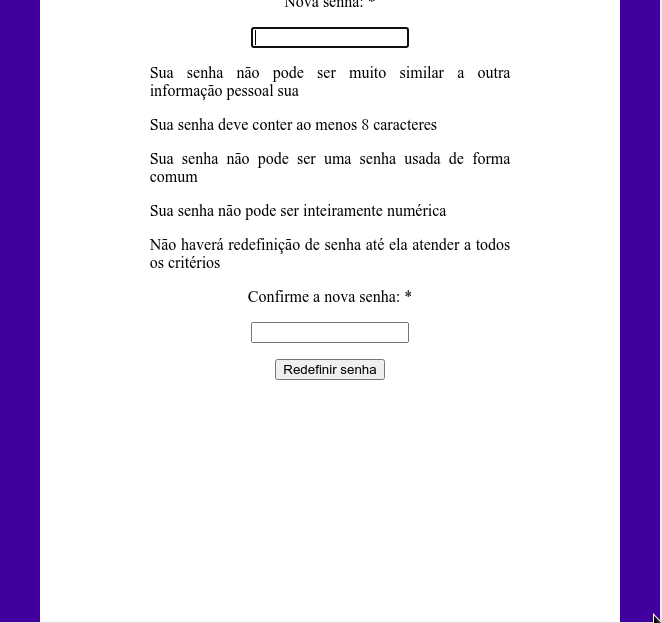 Nova senha: *
Sua senha não pode ser muito similar a outra
informação pessoal sua
Sua senha deve conter ao menos 8 caracteres
Sua senha não pode ser uma senha usada de forma
comum
Sua senha não pode ser inteiramente numérica
Não haverá redefinição de senha até ela atender a todos
os critérios
Confirme a nova senha: *
Redefinir senha